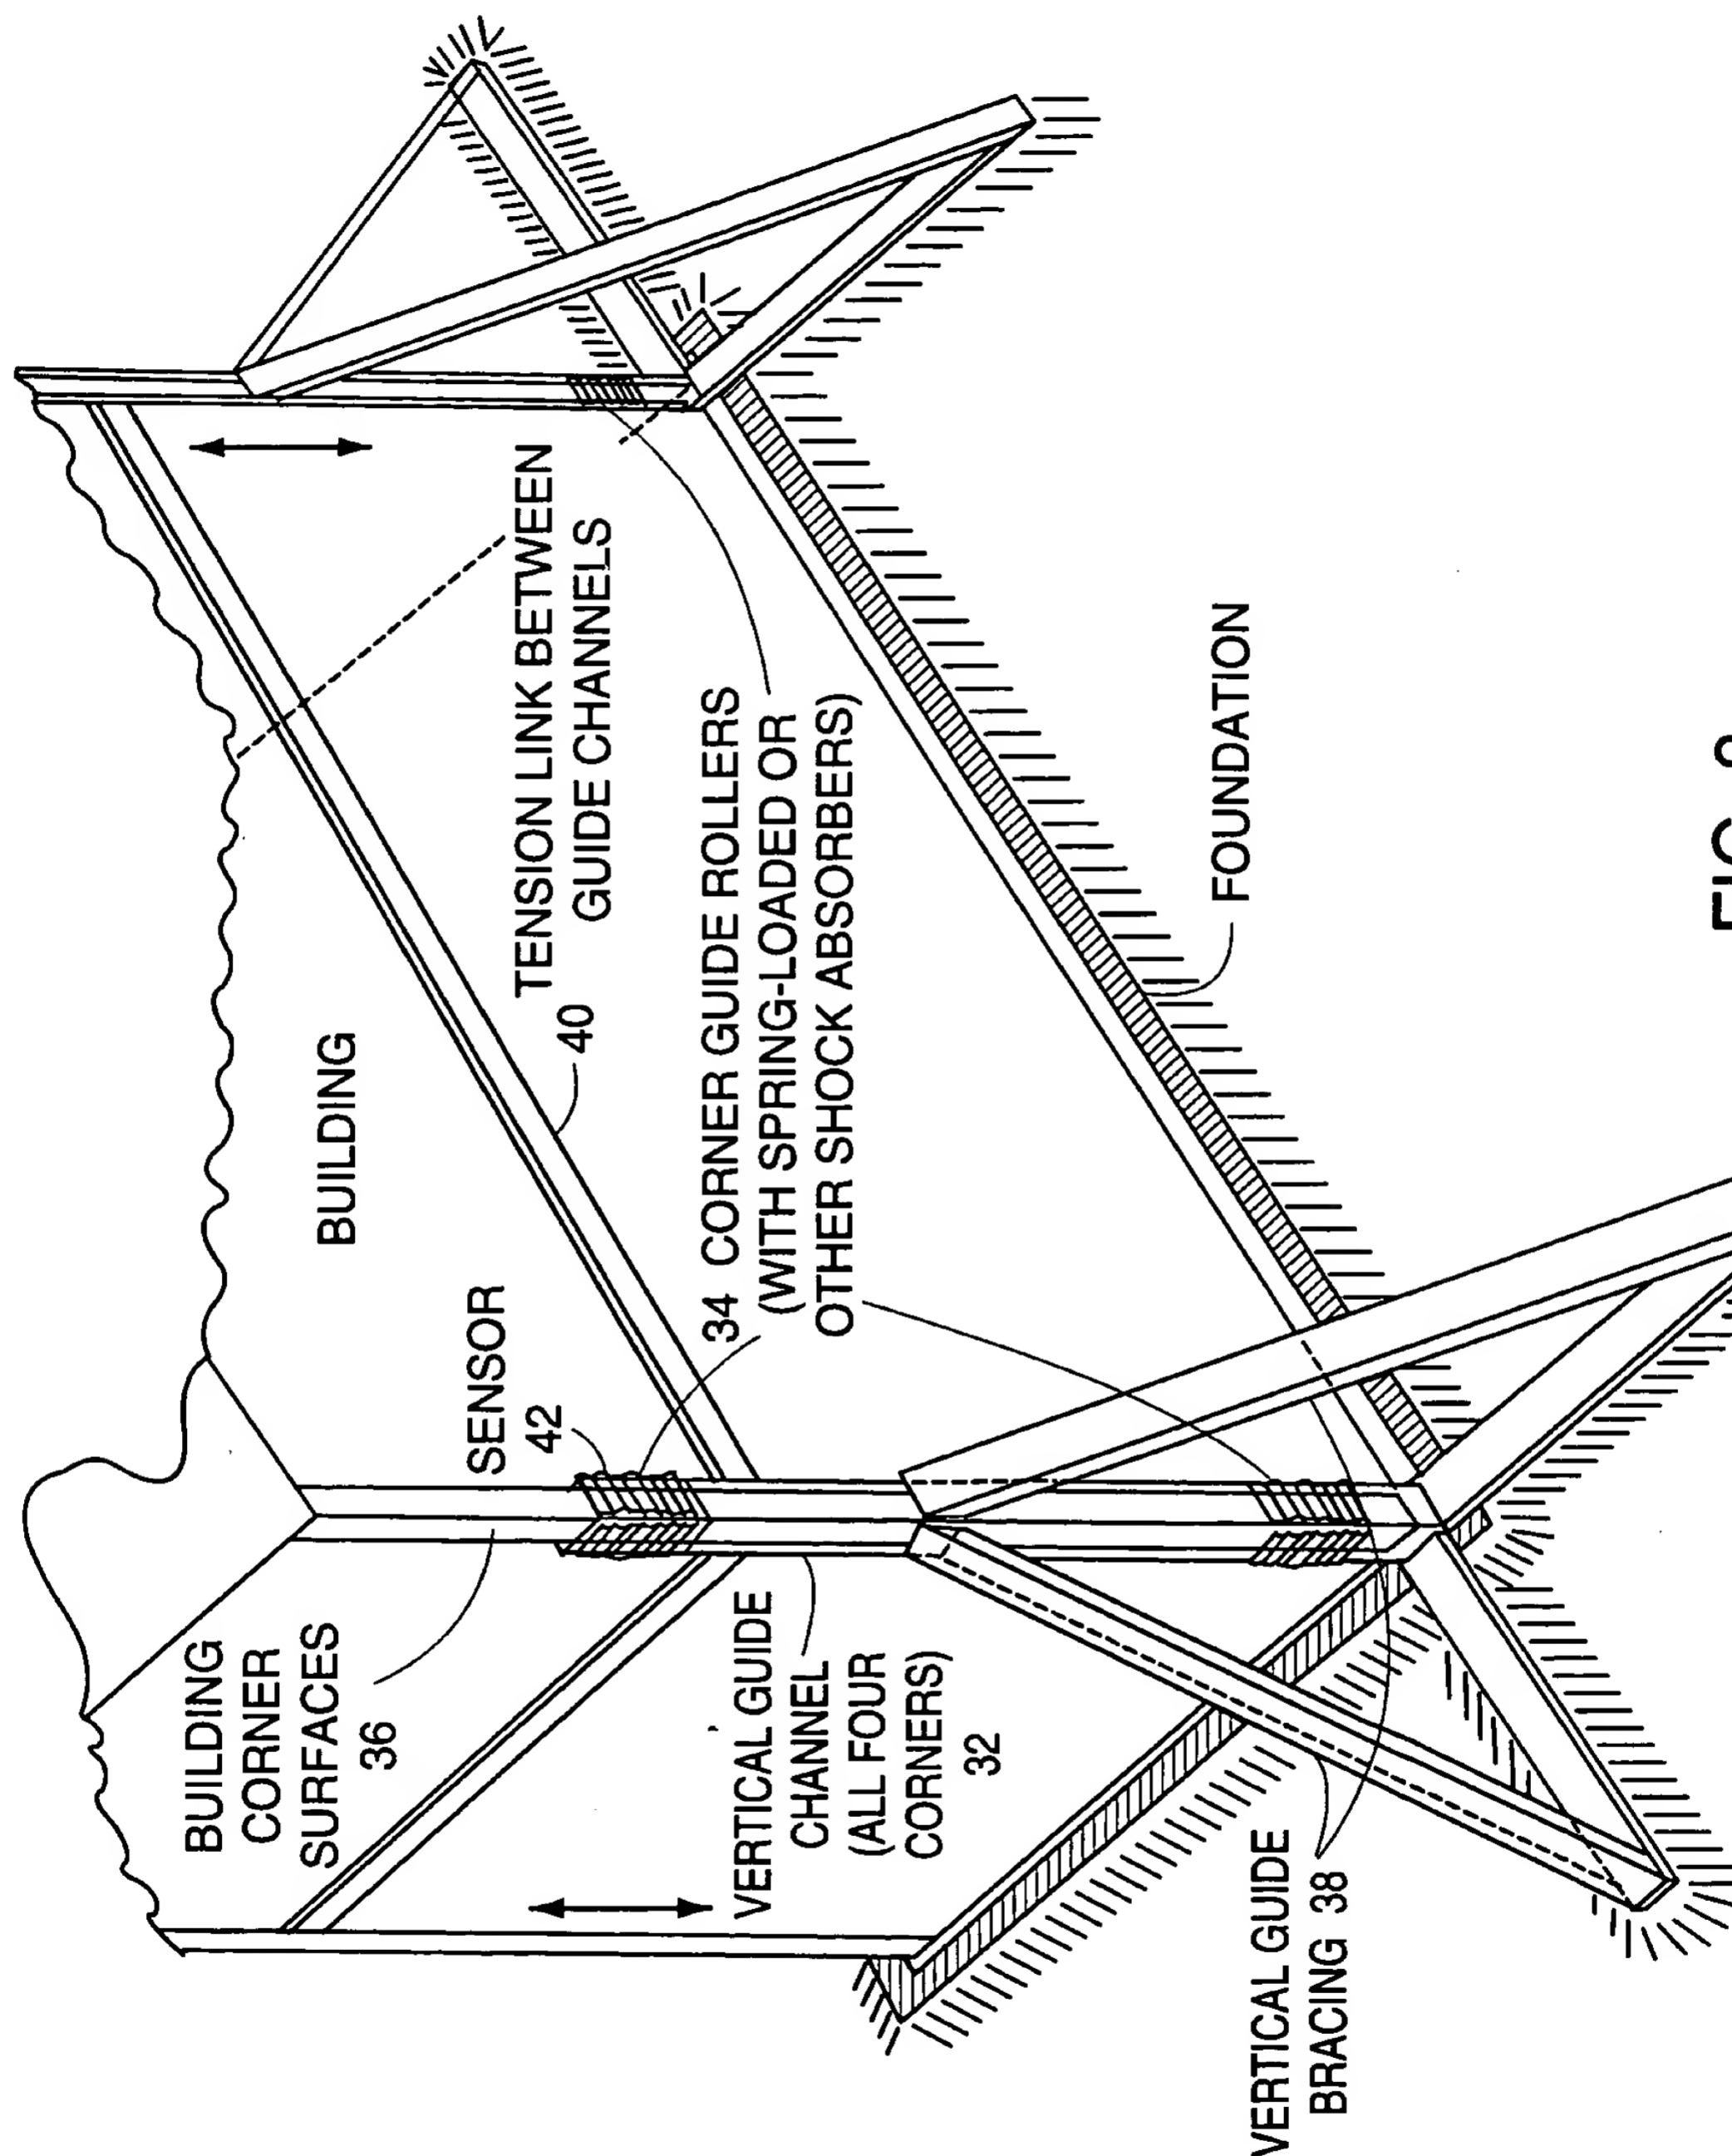 BUILDING
CORNER
SURFACES
36
SENSOR
42
BUILDING
TENSION LINK BETWEEN
GUIDE CHANNELS
40
34 CORNER GUIDE ROLLERS
(WITH SPRING-LOADED OR
OTHER SHOCK ABSORBERS)
VERTICAL GUIDE
CHANNEL
(ALL FOUR
CORNERS)
32
FOUNDATION
VERTICAL GUIDE
BRACING 38